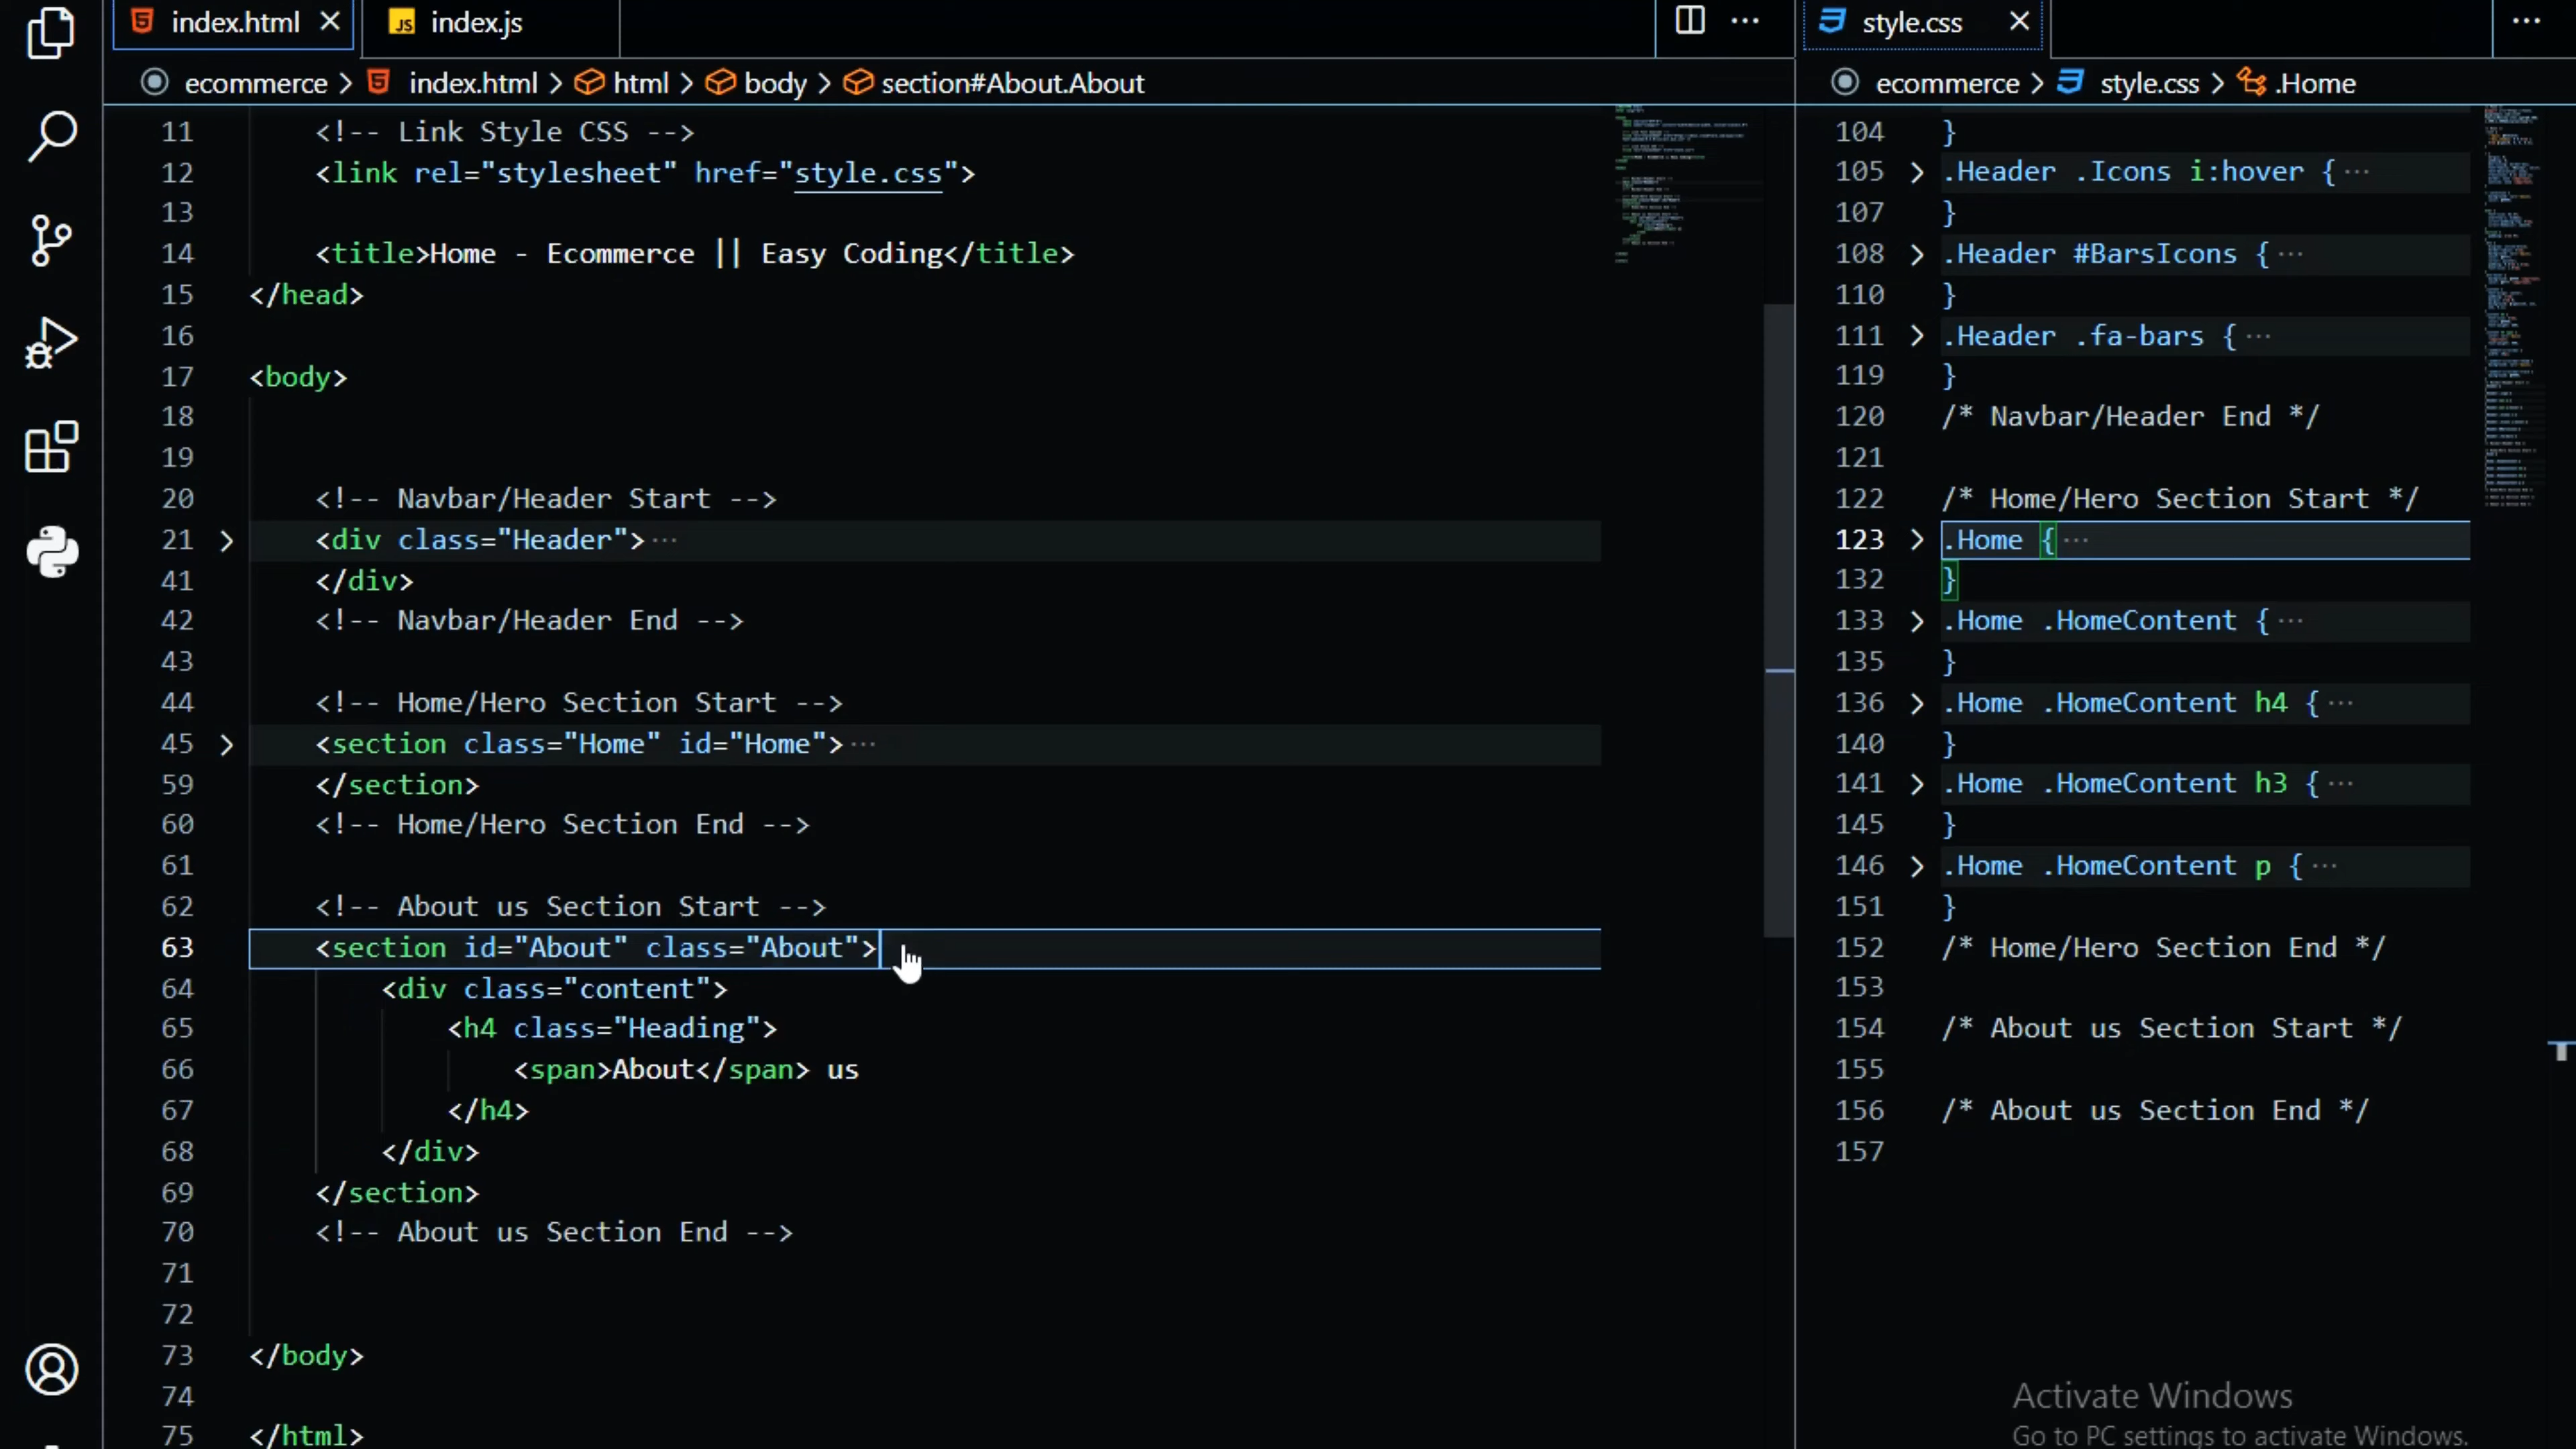 index.html
JS index.js
ecommerce > index.html > html > body > section#About.About
11 <!-- Link Style CSS -->
12 <link rel="stylesheet" href="style.css">
13
14 <title>Home - Ecommerce || Easy Coding</title>
15 </head>
16
17 <body>
18
19
20 <!-- Navbar/Header Start -->
21 <div class="Header">···
41 </div>
42 <!-- Navbar/Header End -->
43
44 <!-- Home/Hero Section Start -->
45 <section class="Home" id="Home">···
59 </section>
60 <!-- Home/Hero Section End -->
61
62 <!-- About us Section Start -->
63 <section id="About" class="About">
64 <div class="content">
65 <h4 class="Heading">
66 <span>About</span> us
67 </h4>
68 </div>
69 </section>
70 <!-- About us Section End -->
71
72
73 </body>
74
75 </html>
style.css
ecommerce > style.css > .Home
104 }
105 .Header .Icons i:hover {···
107 }
108 .Header #BarsIcons {···
110 }
111 .Header .fa-bars {···
119 }
120 /* Navbar/Header End */
121
122 /* Home/Hero Section Start */
123 .Home {···
132 }
133 .Home .HomeContent {···
135 }
136 .Home .HomeContent h4 {···
140 }
141 .Home .HomeContent h3 {···
145 }
146 .Home .HomeContent p {···
151 }
152 /* Home/Hero Section End */
153
154 /* About us Section Start */
155
156 /* About us Section End */
157
Activate Windows
Go to PC settings to activate Windows.